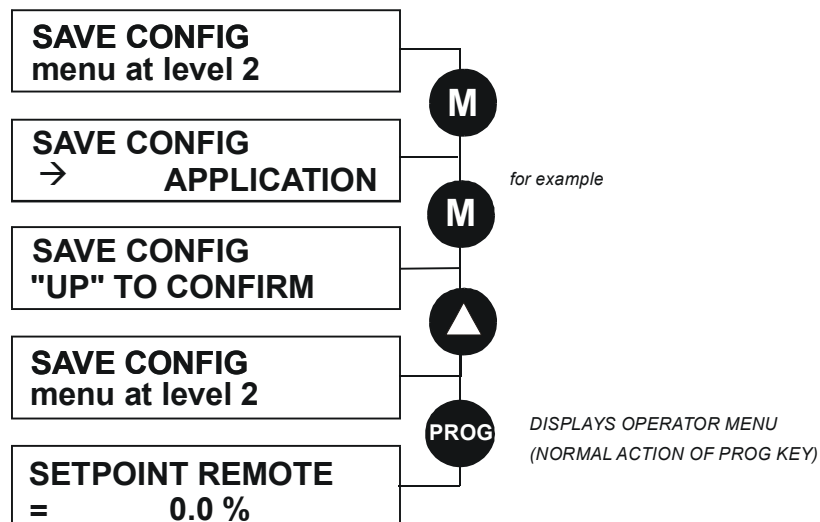 SAVE CONFIG
menu at level 2
M
SAVE CONFIG
→ APPLICATION
for example
M
SAVE CONFIG
"UP" TO CONFIRM
SAVE CONFIG
menu at level 2
PROG
DISPLAYS OPERATOR MENU
(NORMAL ACTION OF PROG KEY)
SETPOINT REMOTE
= 0.0 %